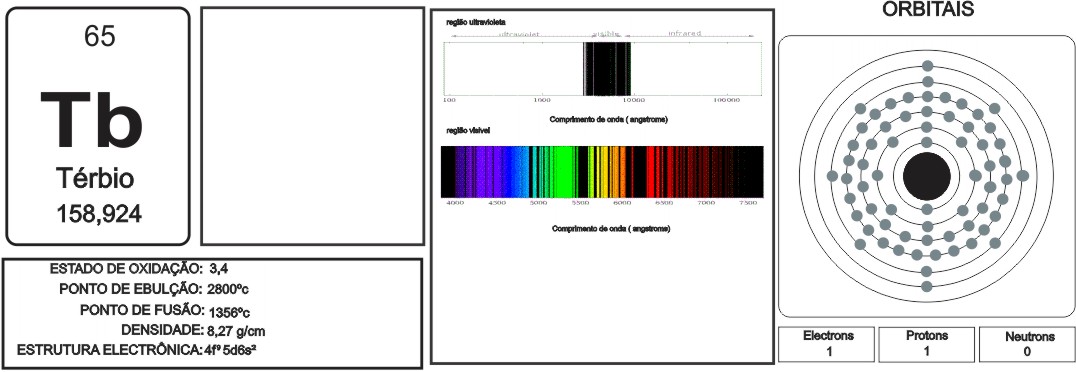 65
Tb
Térbio
158,924
ESTADO DE OXIDAÇÃO: 3,4
PONTO DE EBULÇÃO: 2800ºc
PONTO DE FUSÃO: 1356ºc
DENSIDADE: 8,27 g/cm
ESTRUTURA ELECTRÔNICA: 4f⁹ 5d6s²
região ultravioleta
ultraviolet visible infrared
100 1000 10000 100000
Comprimento de onda ( angstroms)
região visivel
4000 4500 5000 5500 6000 6500 7000 7500
Comprimento de onda ( angstroms)
ORBITAIS
Electrons Protons Neutrons
1 1 0